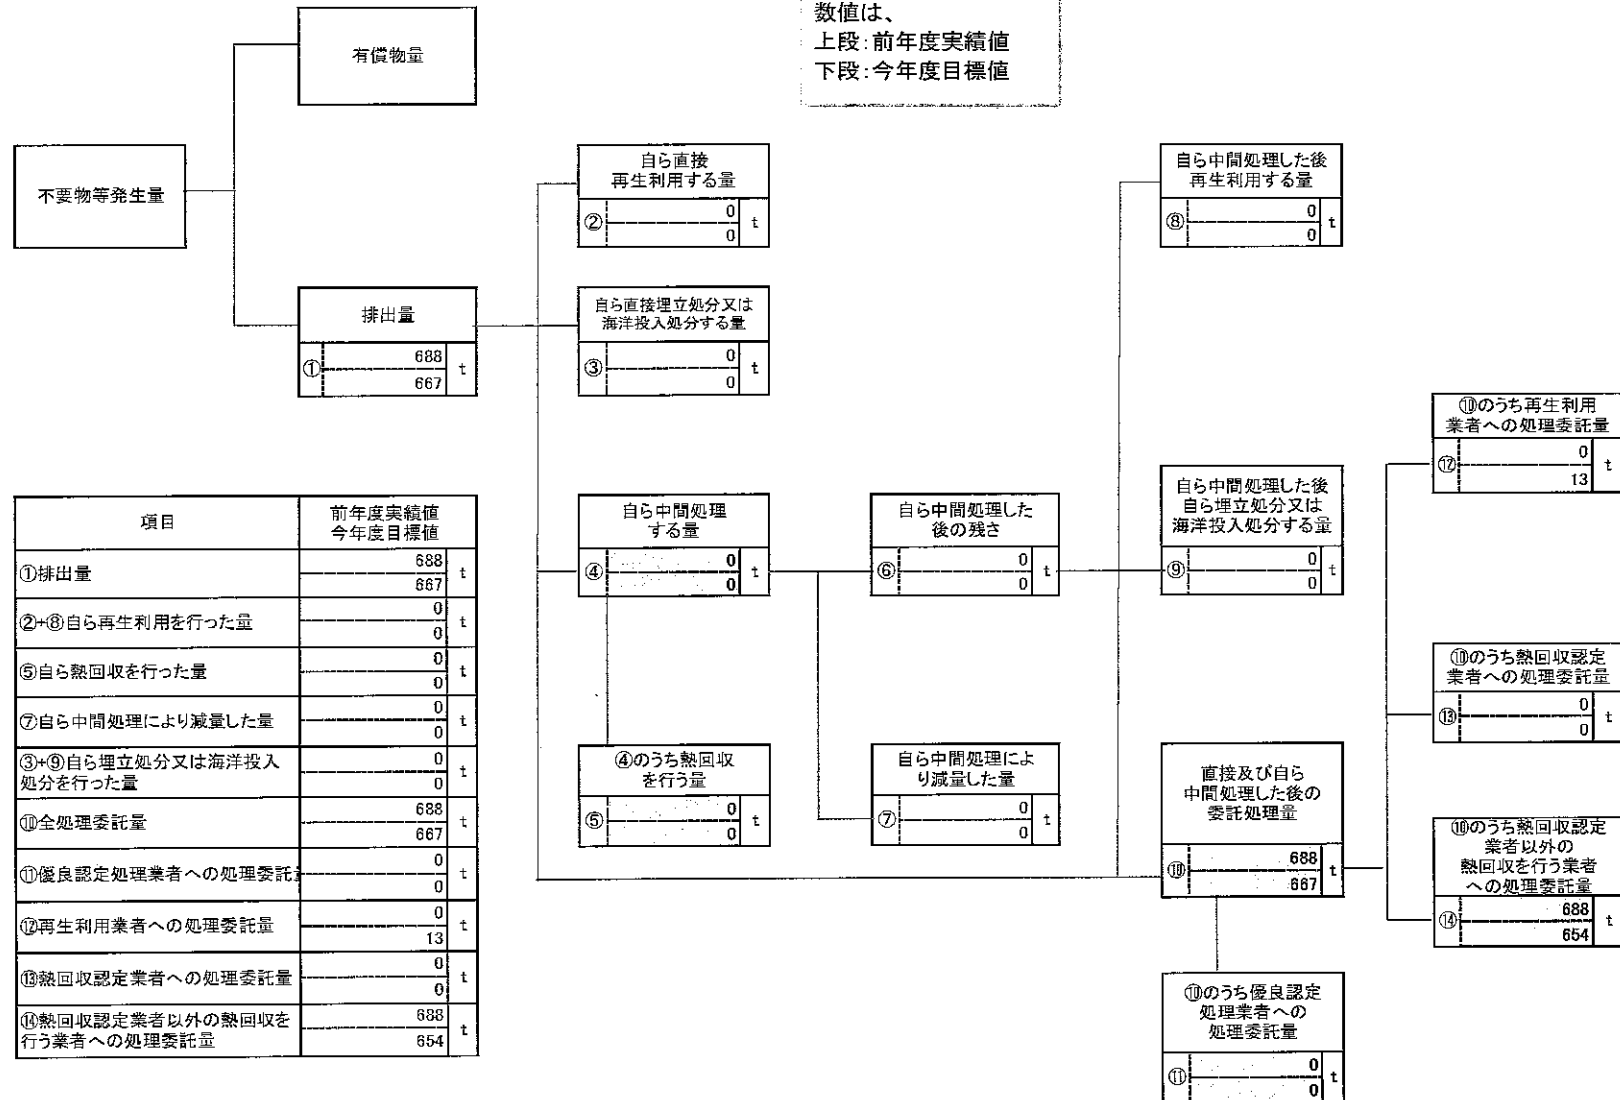 数値は、
上段:前年度実績値
下段:今年度目標値
有償物量
不要物等発生量
排出量
①
688
667
t
自ら直接
再生利用する量
②
0
0
t
自ら直接埋立処分又は
海洋投入処分する量
③
0
0
t
自ら中間処理
する量
④
0
0
t
④のうち熱回収
を行う量
⑤
0
0
t
自ら中間処理した
後の残さ
⑥
0
0
t
自ら中間処理によ
り減量した量
⑦
0
0
t
自ら中間処理した後
再生利用する量
⑧
0
0
t
自ら中間処理した後
自ら埋立処分又は
海洋投入処分する量
⑨
0
0
t
直接及び自ら
中間処理した後の
委託処理量
⑩
688
667
t
⑩のうち優良認定
処理業者への
処理委託量
⑪
0
0
t
⑩のうち再生利用
業者への処理委託量
⑫
0
13
t
⑩のうち熱回収認定
業者への処理委託量
⑬
0
0
t
⑩のうち熱回収認定
業者以外の
熱回収を行う業者
への処理委託量
⑭
688
654
t
項目
前年度実績値
今年度目標値
①排出量
688
667
t
②+⑧自ら再生利用を行った量
0
0
t
⑤自ら熱回収を行った量
0
0
t
⑦自ら中間処理により減量した量
0
0
t
③+⑨自ら埋立処分又は海洋投入
処分を行った量
0
0
t
⑩全処理委託量
688
667
t
⑪優良認定処理業者への処理委託
0
0
t
⑫再生利用業者への処理委託量
0
13
t
⑬熱回収認定業者への処理委託量
0
0
t
⑭熱回収認定業者以外の熱回収を
行う業者への処理委託量
688
654
t